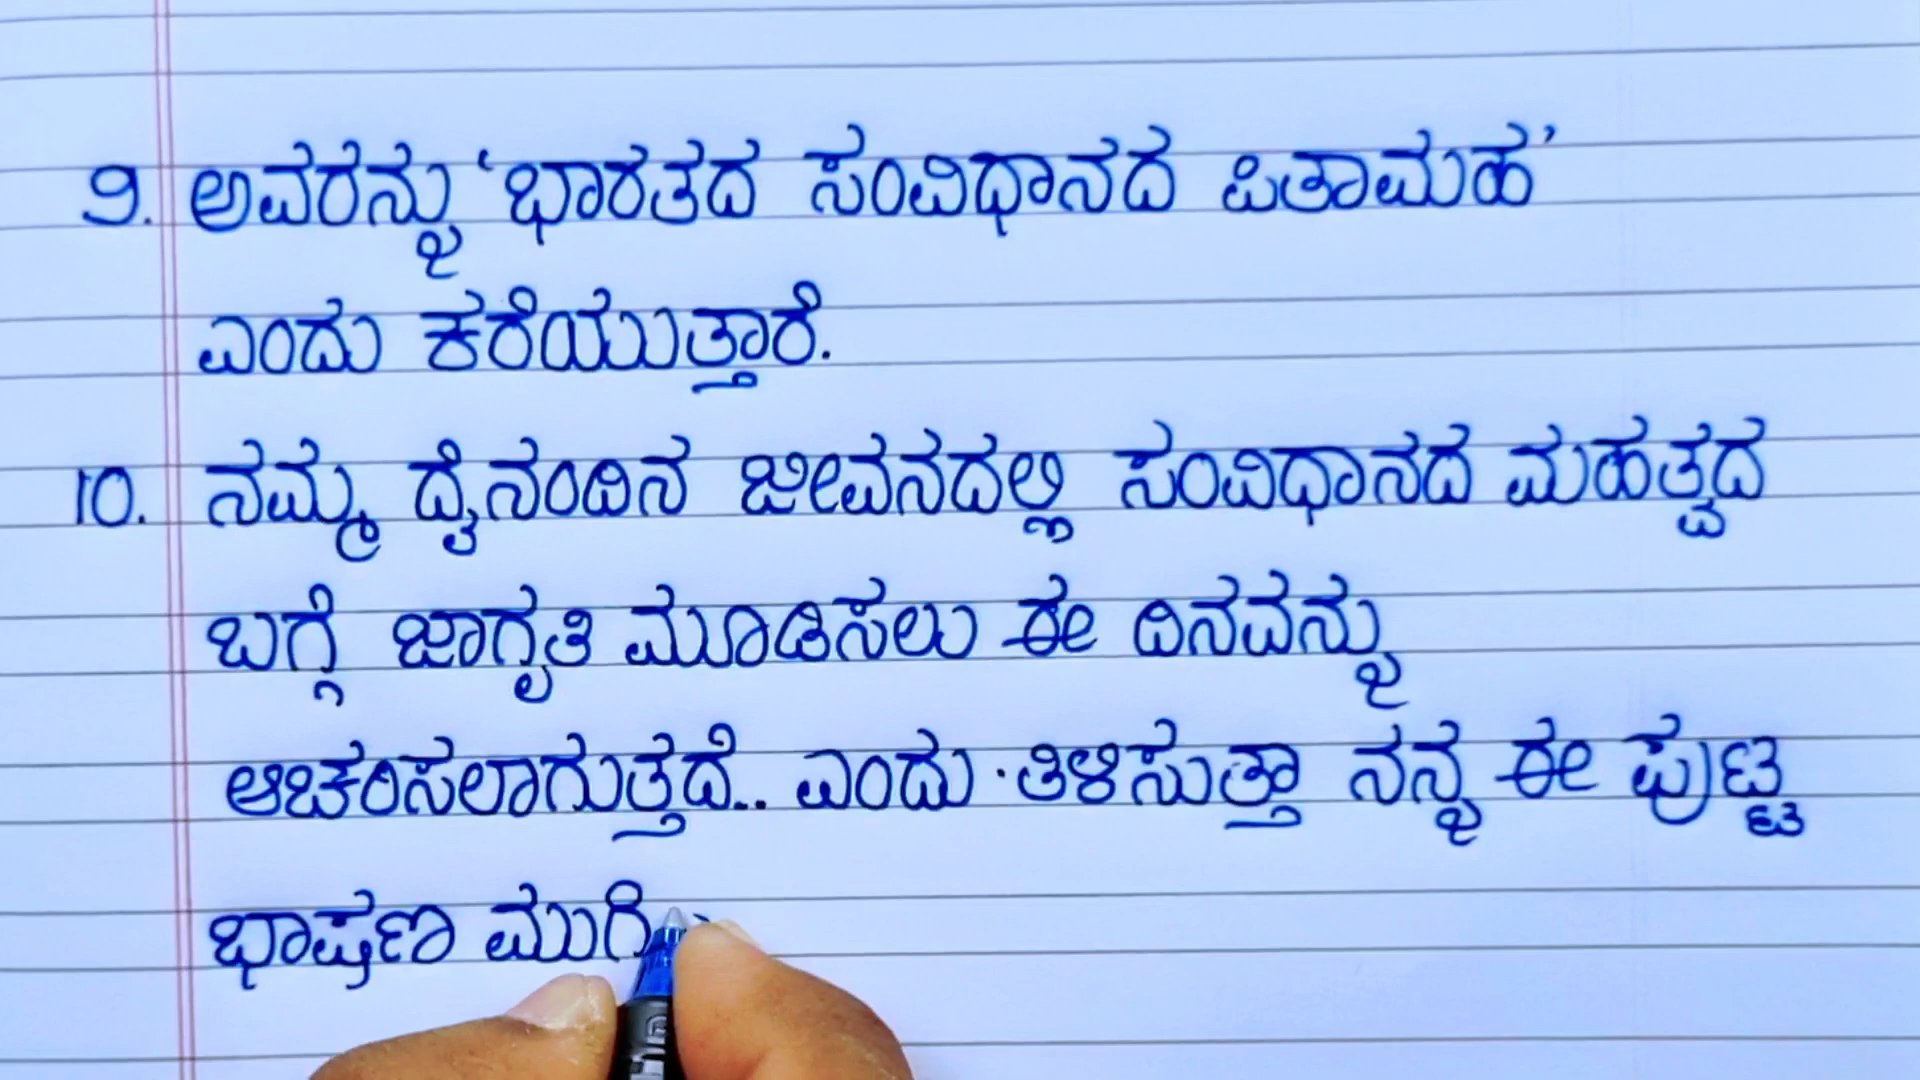 9. ಅವರನ್ನು ‘ಭಾರತದ ಸಂವಿಧಾನದ ಪಿತಾಮಹ’
ಎಂದು ಕರೆಯುತ್ತಾರೆ.
10. ನಮ್ಮ ದೈನಂದಿನ ಜೀವನದಲ್ಲಿ ಸಂವಿಧಾನದ ಮಹತ್ವದ
ಬಗ್ಗೆ ಜಾಗೃತಿ ಮೂಡಿಸಲು ಈ ದಿನವನ್ನು
ಆಚರಿಸಲಾಗುತ್ತದೆ.. ಎಂದು ತಿಳಿಸುತ್ತಾ ನನ್ನ ಈ ಪುಟ್ಟ
ಭಾಷಣ ಮುಗಿ